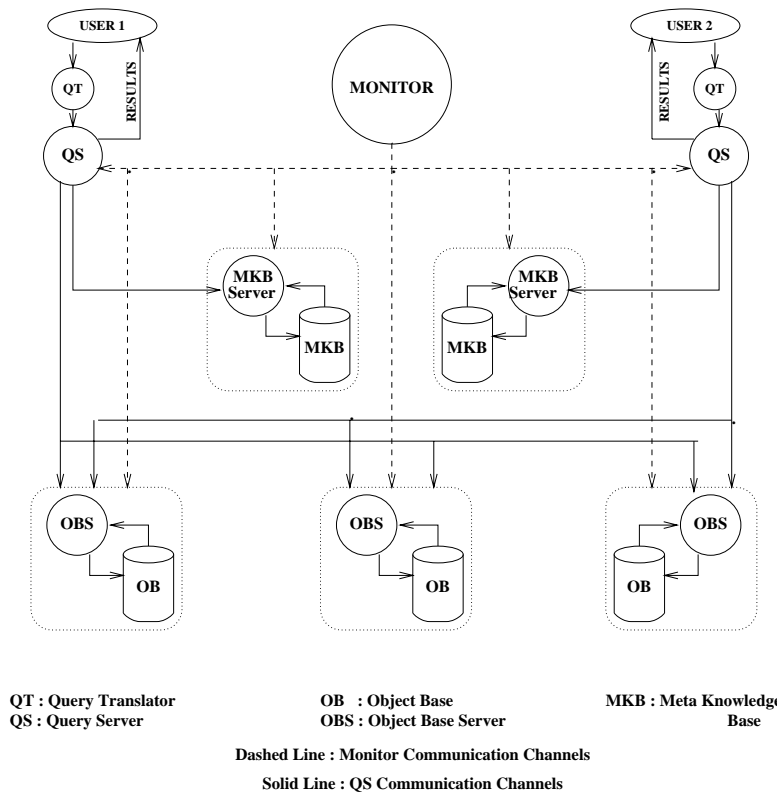 USER 1
USER 2
QT
RESULTS
MONITOR
RESULTS
QT
QS
QS
MKB
Server
MKB
MKB
Server
MKB
OBS
OB
OBS
OB
OBS
OB
QT : Query Translator
OB : Object Base
MKB : Meta Knowledge
QS : Query Server
OBS : Object Base Server
Base
Dashed Line : Monitor Communication Channels
Solid Line : QS Communication Channels